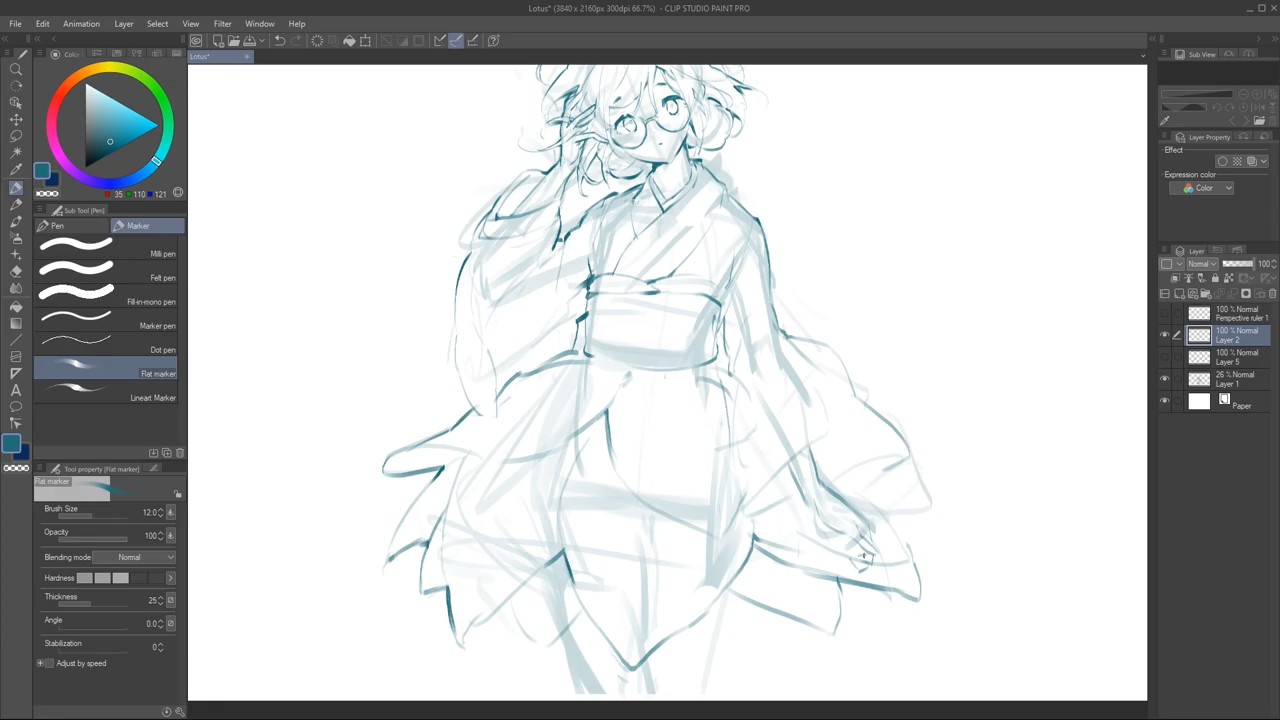 Lotus* (3840 x 2160px 300dpi 66.7%) - CLIP STUDIO PAINT PRO
File Edit Animation Layer Select View Filter Window Help
Color
Sub View
Lotus*
Layer Property
Effect
Expression color
Color
35 110 121
Sub Tool [Pen]
Pen Marker
Milli pen
Layer
Felt pen
Normal 100
Fill-in-mono pen
100 % Normal
Perspective ruler 1
Marker pen
100 % Normal
Layer 2
Dot pen
100 % Normal
Layer 5
Flat marker
26 % Normal
Layer 1
Lineart Marker
Paper
Tool property [Flat marker]
Flat marker
Brush Size 12.0
Opacity 100
Blending mode Normal
Hardness
Thickness 25
Angle 0.0
Stabilization 0
Adjust by speed